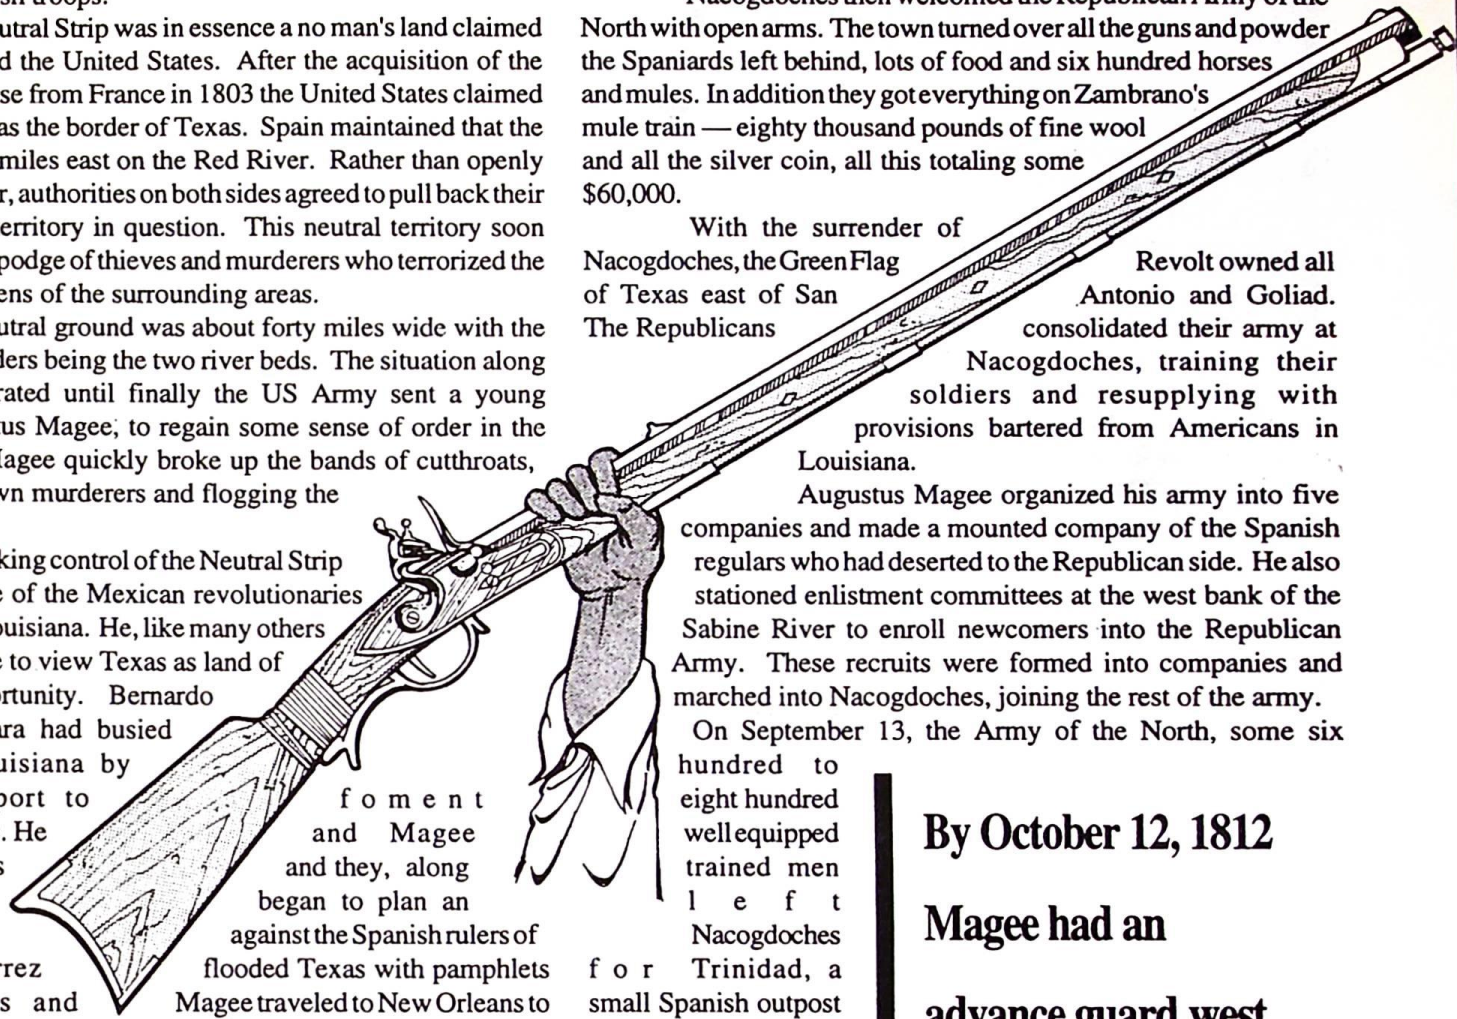 sh troops.
utral Strip was in essence a no man's land claimed
d the United States. After the acquisition of the
se from France in 1803 the United States claimed
as the border of Texas. Spain maintained that the
miles east on the Red River. Rather than openly
r, authorities on both sides agreed to pull back their
erritory in question. This neutral territory soon
podge of thieves and murderers who terrorized the
ens of the surrounding areas.
utral ground was about forty miles wide with the
ders being the two river beds. The situation along
rated until finally the US Army sent a young
tus Magee, to regain some sense of order in the
Magee quickly broke up the bands of cutthroats,
wn murderers and flogging the
king control of the Neutral Strip
e of the Mexican revolutionaries
ouisiana. He, like many others
e to view Texas as land of
ortunity. Bernardo
ara had busied
uisiana by
port to foment
. He and Magee
s and they, along
began to plan an
against the Spanish rulers of
rrez flooded Texas with pamphlets
s and Magee traveled to New Orleans to
Nacogdoches then welcomed the Republican Army of the
North with open arms. The town turned over all the guns and powder
the Spaniards left behind, lots of food and six hundred horses
and mules. In addition they got everything on Zambrano's
mule train — eighty thousand pounds of fine wool
and all the silver coin, all this totaling some
$60,000.
With the surrender of
Nacogdoches, the Green Flag Revolt owned all
of Texas east of San Antonio and Goliad.
The Republicans consolidated their army at
Nacogdoches, training their
soldiers and resupplying with
provisions bartered from Americans in
Louisiana.
Augustus Magee organized his army into five
companies and made a mounted company of the Spanish
regulars who had deserted to the Republican side. He also
stationed enlistment committees at the west bank of the
Sabine River to enroll newcomers into the Republican
Army. These recruits were formed into companies and
marched into Nacogdoches, joining the rest of the army.
On September 13, the Army of the North, some six
hundred to
eight hundred
well equipped
trained men
left
Nacogdoches
for Trinidad, a
small Spanish outpost
By October 12, 1812
Magee had an
advance guard west